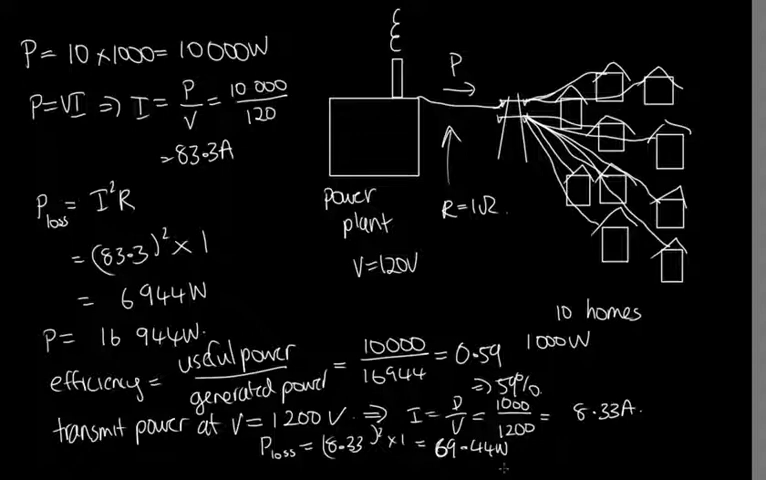 P = 10 × 1000 = 10000W
P = VI ⇒ I = P/V = 10 000/120
= 83.3A
P
R = 1Ω.
power
plant
V = 120V
P_loss = I²R
= (83.3)² × 1
= 6944W
P = 16 944W.
10 homes
1000W
efficiency = useful power/generated power = 10000/16944 = 0.59
⇒ 59%.
transmit power at V = 1200V ⇒ I = P/V = 1000/1200 = 8.33A.
P_loss = (8.33)² × 1 = 69.44W